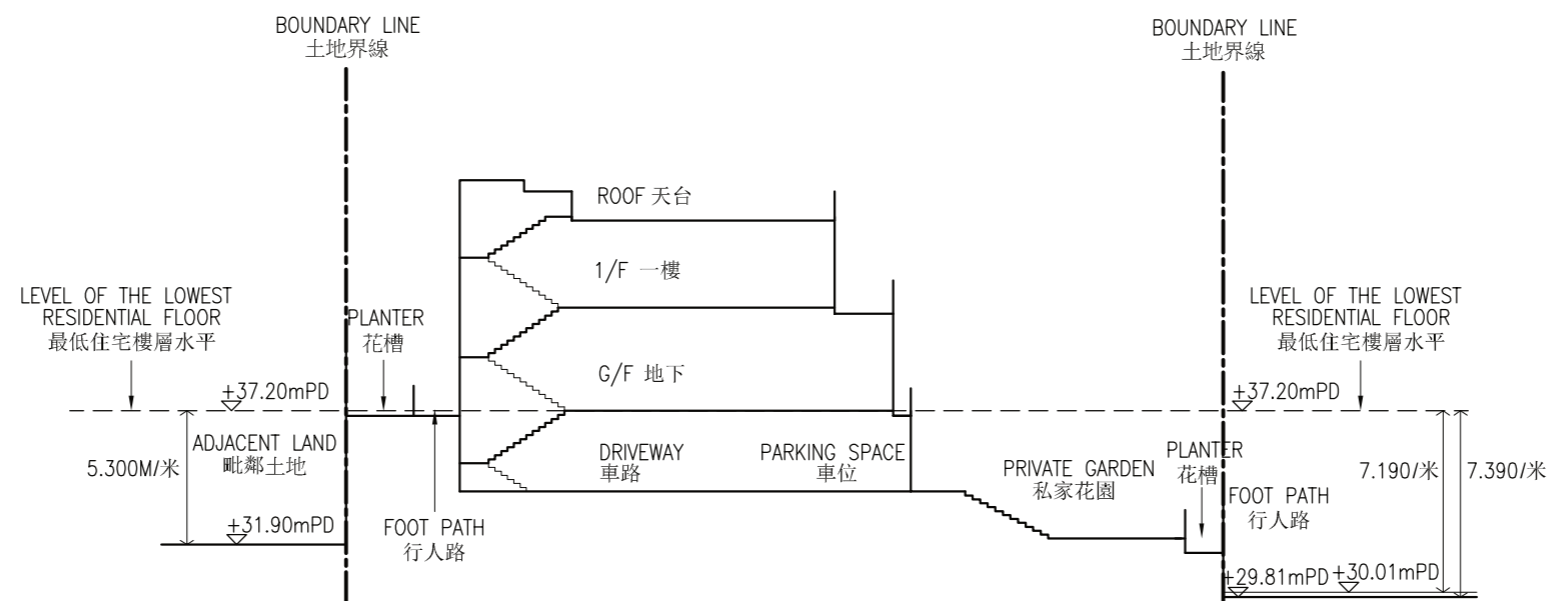 BOUNDARY LINE
土地界線
BOUNDARY LINE
土地界線
ROOF 天台
1/F 一樓
LEVEL OF THE LOWEST
RESIDENTIAL FLOOR
最低住宅樓層水平
PLANTER
花槽
LEVEL OF THE LOWEST
RESIDENTIAL FLOOR
最低住宅樓層水平
G/F 地下
+37.20mPD
+37.20mPD
ADJACENT LAND
毗鄰土地
5.300M/米
DRIVEWAY
車路
PARKING SPACE
車位
PRIVATE GARDEN
私家花園
PLANTER
花槽
7.190/米
7.390/米
FOOT PATH
行人路
+31.90mPD
FOOT PATH
行人路
+29.81mPD
+30.01mPD